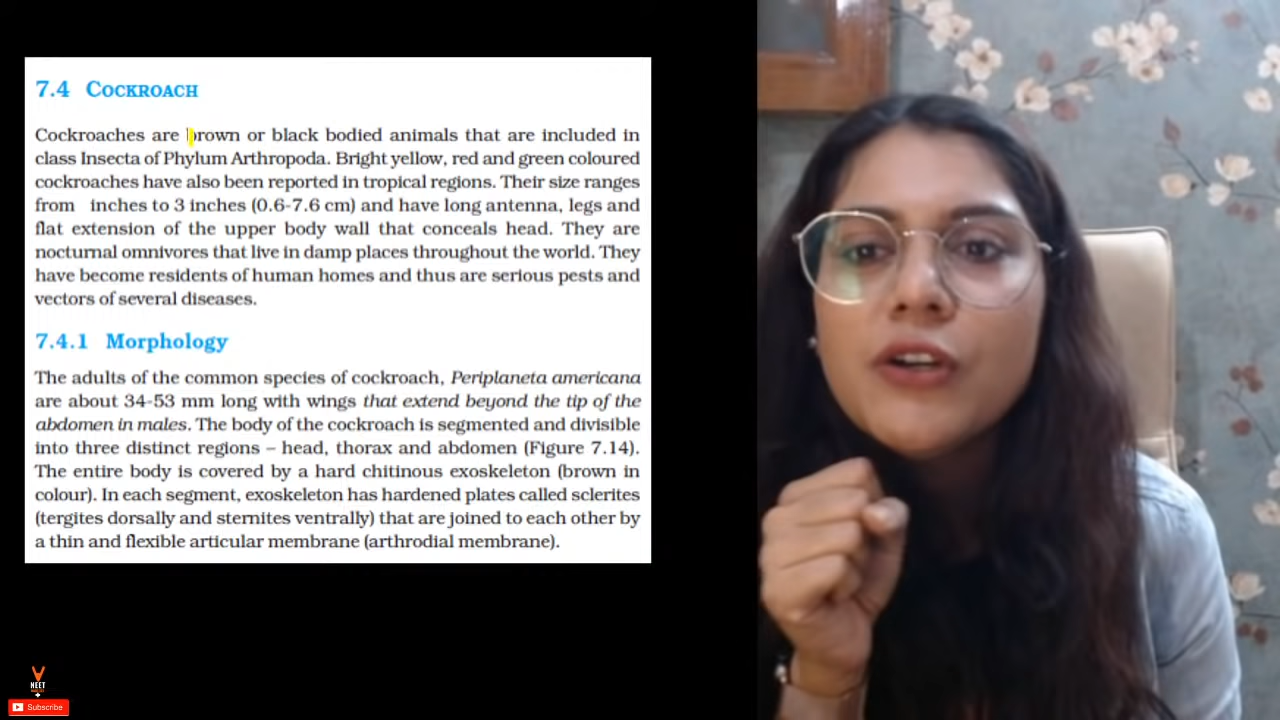 7.4 COCKROACH
Cockroaches are brown or black bodied animals that are included in
class Insecta of Phylum Arthropoda. Bright yellow, red and green coloured
cockroaches have also been reported in tropical regions. Their size ranges
from inches to 3 inches (0.6-7.6 cm) and have long antenna, legs and
flat extension of the upper body wall that conceals head. They are
nocturnal omnivores that live in damp places throughout the world. They
have become residents of human homes and thus are serious pests and
vectors of several diseases.
7.4.1 Morphology
The adults of the common species of cockroach, Periplaneta americana
are about 34-53 mm long with wings that extend beyond the tip of the
abdomen in males. The body of the cockroach is segmented and divisible
into three distinct regions – head, thorax and abdomen (Figure 7.14).
The entire body is covered by a hard chitinous exoskeleton (brown in
colour). In each segment, exoskeleton has hardened plates called sclerites
(tergites dorsally and sternites ventrally) that are joined to each other by
a thin and flexible articular membrane (arthrodial membrane).
NEET
Subscribe